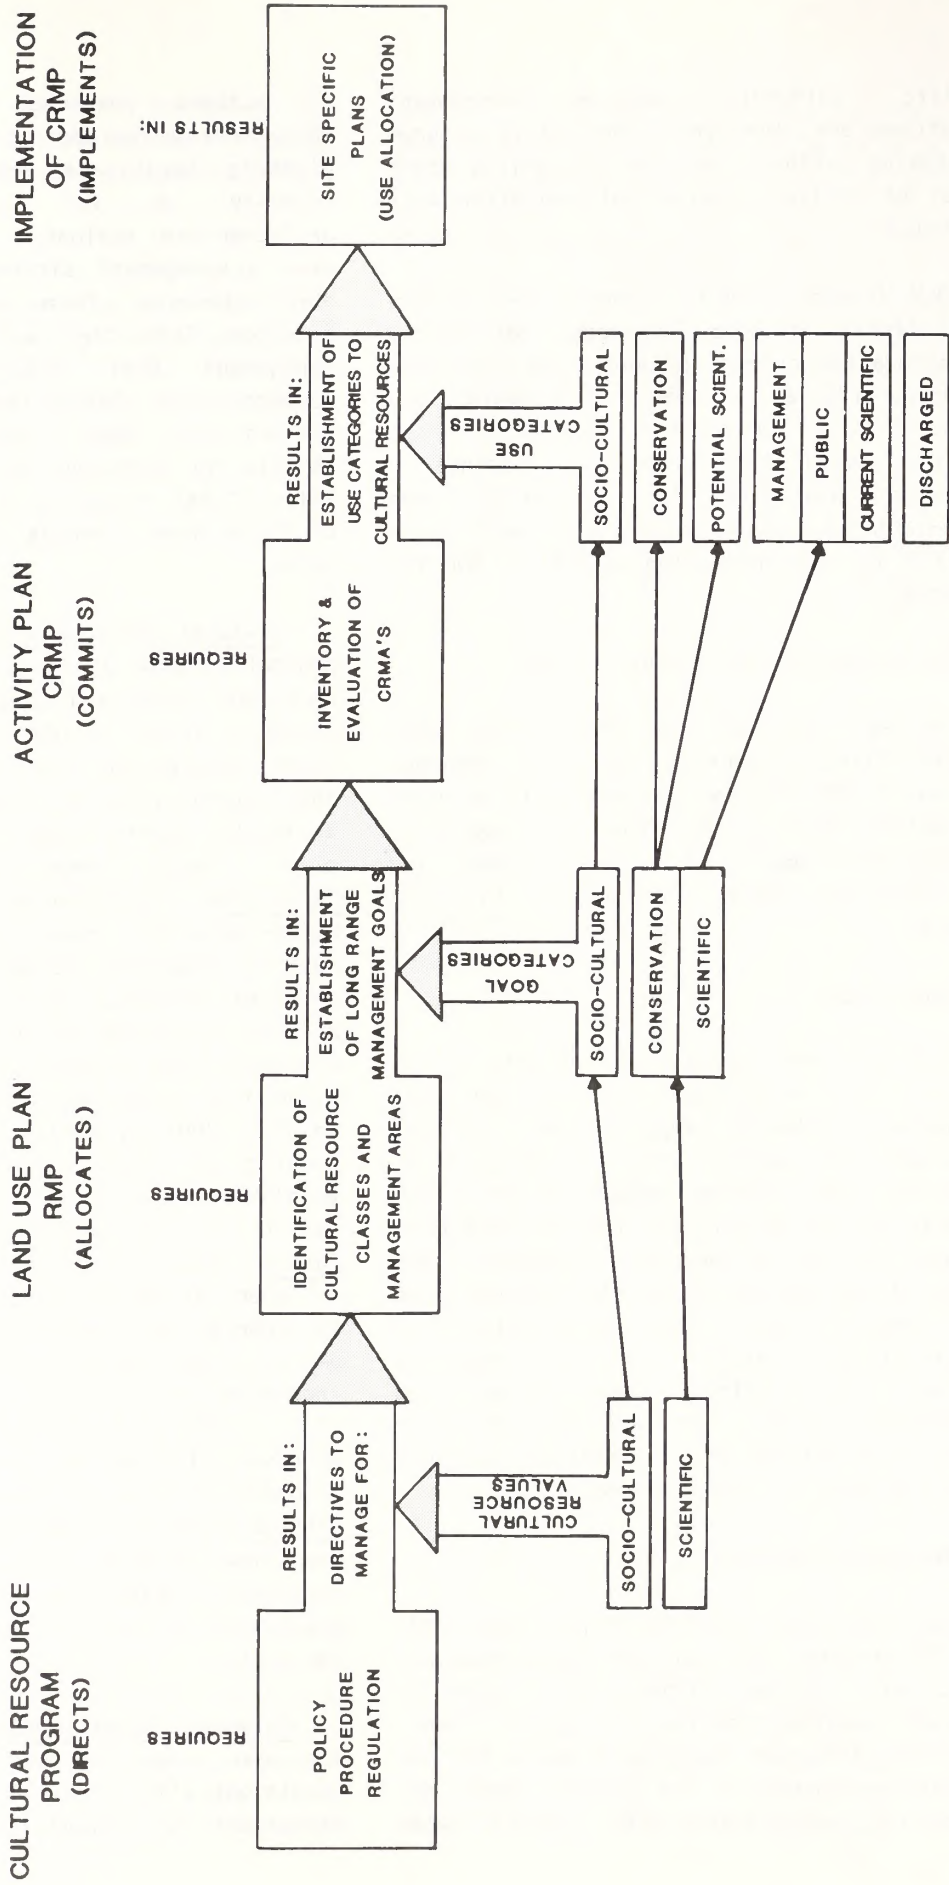 CULTURAL RESOURCE
PROGRAM
(DIRECTS)
REQUIRES
POLICY
PROCEDURE
REGULATION
RESULTS IN:
DIRECTIVES TO
MANAGE FOR:
CULTURAL
RESOURCE
VALUES
SOCIO-CULTURAL
SCIENTIFIC
LAND USE PLAN
RMP
(ALLOCATES)
REQUIRES
IDENTIFICATION OF
CULTURAL RESOURCE
CLASSES AND
MANAGEMENT AREAS
RESULTS IN:
ESTABLISHMENT
OF LONG RANGE
MANAGEMENT GOALS
GOAL
CATEGORIES
SOCIO-CULTURAL
CONSERVATION
SCIENTIFIC
ACTIVITY PLAN
CRMP
(COMMITS)
REQUIRES
INVENTORY &
EVALUATION OF
CRMA'S
RESULTS IN:
ESTABLISHMENT OF
USE CATEGORIES TO
CULTURAL RESOURCES
USE
CATEGORIES
SOCIO-CULTURAL
CONSERVATION
POTENTIAL SCIENT.
MANAGEMENT
PUBLIC
CURRENT SCIENTIFIC
DISCHARGED
IMPLEMENTATION
OF CRMP
(IMPLEMENTS)
RESULTS IN:
SITE SPECIFIC
PLANS
(USE ALLOCATION)